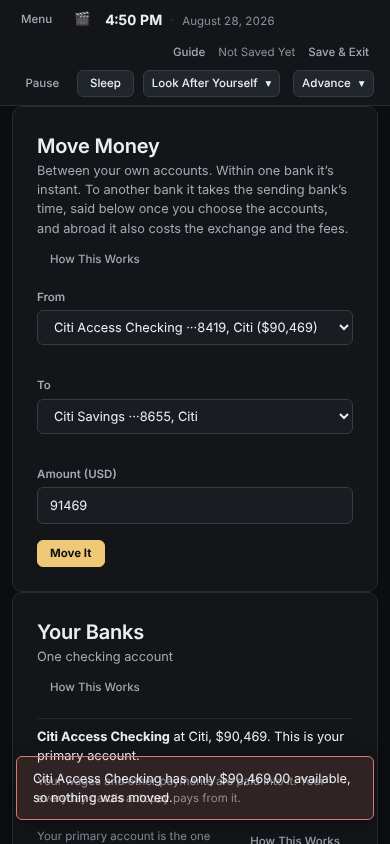 Menu 🎬 4:50 PM · August 28, 2026
Guide Not Saved Yet Save & Exit
Pause Sleep Look After Yourself ▾ Advance ▾
Move Money
Between your own accounts. Within one bank it's
instant. To another bank it takes the sending bank's
time, said below once you choose the accounts,
and abroad it also costs the exchange and the fees.
How This Works
From
Citi Access Checking ···8419, Citi ($90,469)
To
Citi Savings ···8655, Citi
Amount (USD)
91469
Move It
Your Banks
One checking account
How This Works
Citi Access Checking at Citi, $90,469. This is your
primary account.
Citi Access Checking has only $90,469.00 available,
so nothing was moved.
pays from it.
Your primary account is the one
How This Works